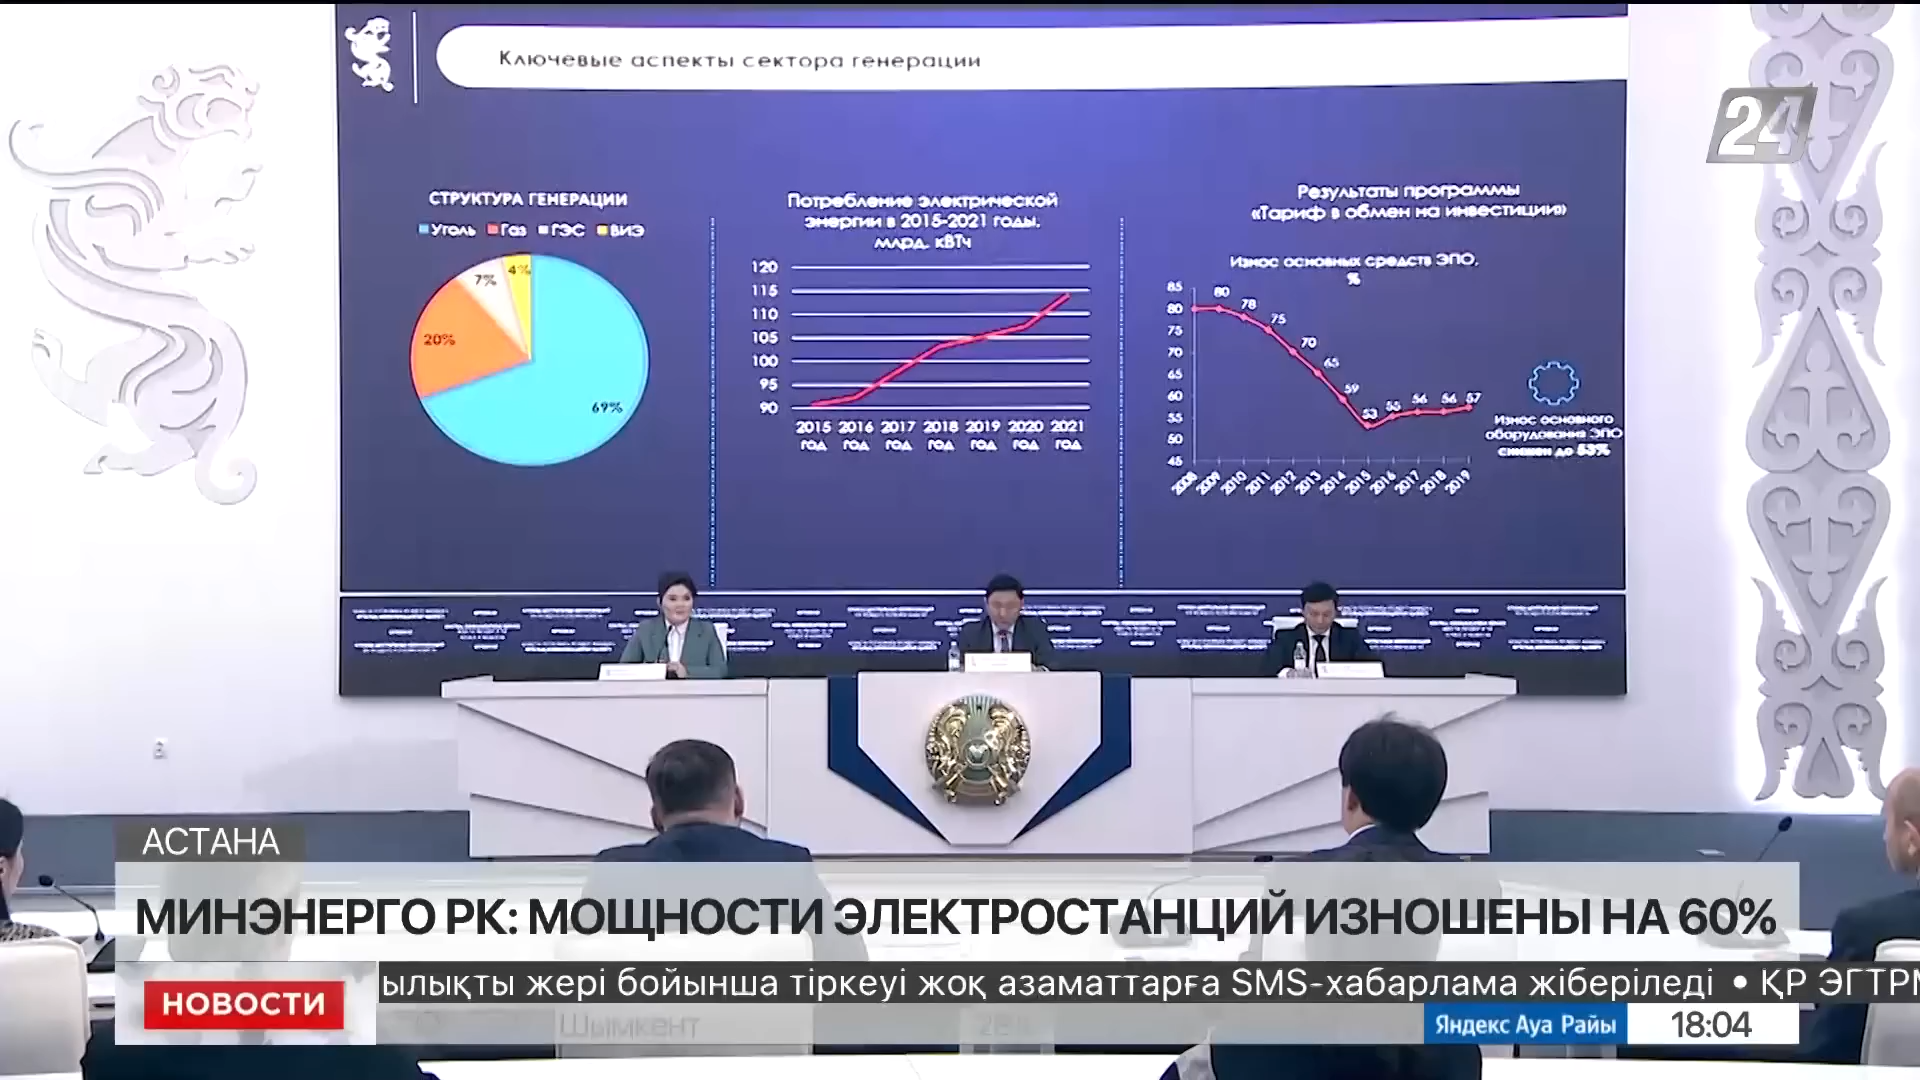 Ключевые аспекты сектора генерации
24
СТРУКТУРА ГЕНЕРАЦИИ
Уголь Газ ГЭС ВИЭ
4%
7%
20%
69%
Потребление электрической
энергии в 2015-2021 годы,
млрд. кВТч
120
115
110
105
100
95
90
2015 2016 2017 2018 2019 2020 2021
год год год год год год год
Результаты программы
«Тариф в обмен на инвестиции»
Износ основных средств ЭПО,
%
85
80
75
70
65
60
55
50
45
80 78 75 70 65 59 53 55 56 56 57
2008 2009 2010 2011 2012 2013 2014 2015 2016 2017 2018 2019
Износ основного
оборудования ЭПО
снижен до 53%
АСТАНА
МИНЭНЕРГО РК: МОЩНОСТИ ЭЛЕКТРОСТАНЦИЙ ИЗНОШЕНЫ НА 60%
НОВОСТИ
ылықты жері бойынша тіркеуі жоқ азаматтарға SMS-хабарлама жіберіледі • ҚР ЭГТРМ
Шымкент
Яндекс Ауа Райы
18:04